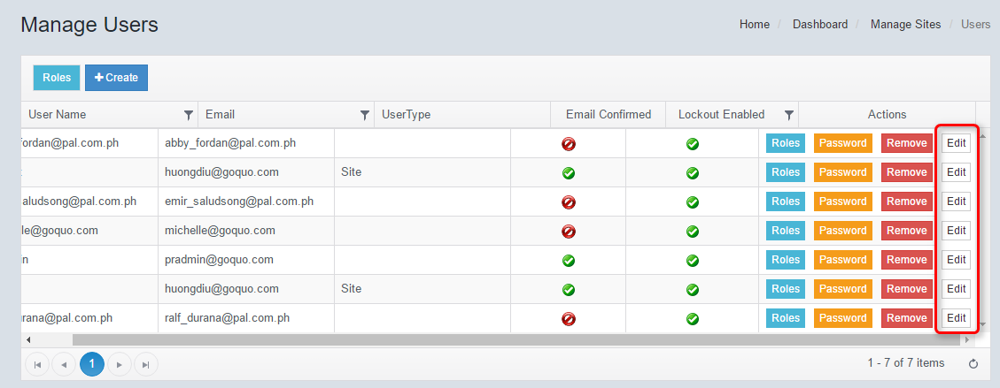 Manage Users
Home / Dashboard / Manage Sites / Users
Roles Create
User Name Email UserType Email Confirmed Lockout Enabled Actions
ordan@pal.com.ph abby_fordan@pal.com.ph Roles Password Remove Edit
huongdiu@goquo.com Site Roles Password Remove Edit
aludsong@pal.com.ph emir_saludsong@pal.com.ph Roles Password Remove Edit
le@goquo.com michelle@goquo.com Roles Password Remove Edit
in pradmin@goquo.com Roles Password Remove Edit
huongdiu@goquo.com Site Roles Password Remove Edit
urana@pal.com.ph ralf_durana@pal.com.ph Roles Password Remove Edit
1 1 - 7 of 7 items